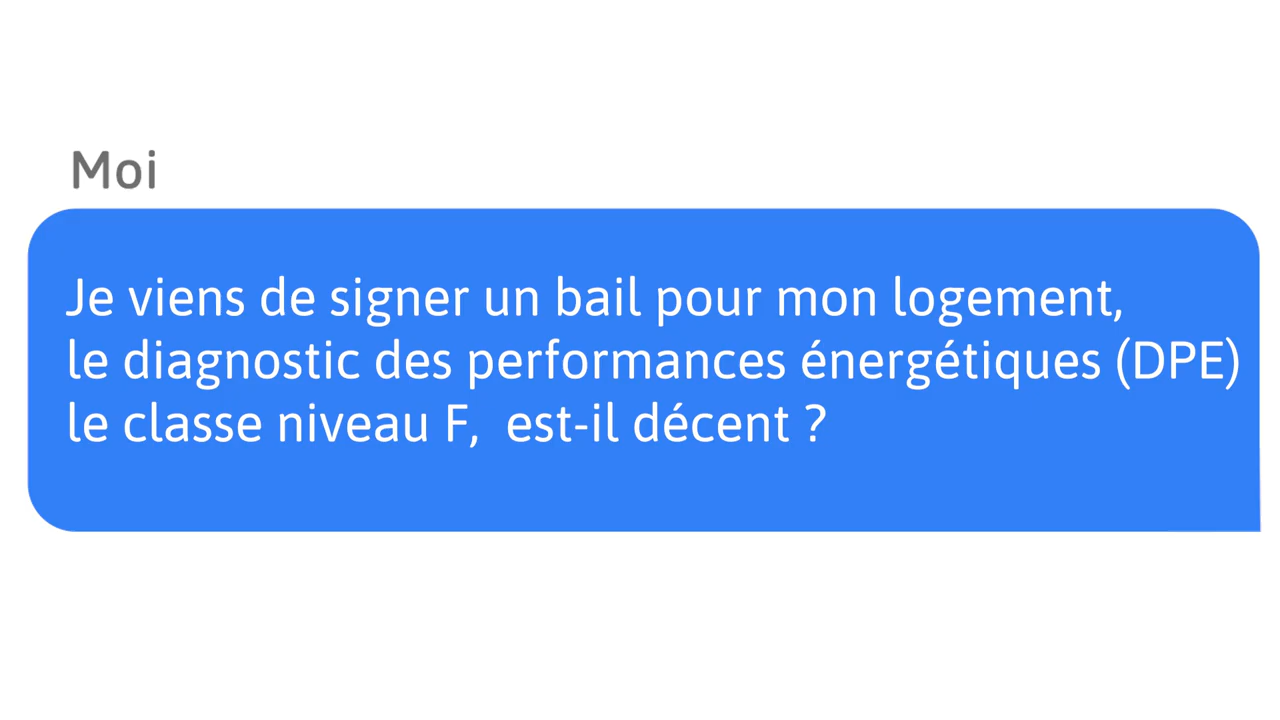 Moi
Je viens de signer un bail pour mon logement,
le diagnostic des performances énergétiques (DPE)
le classe niveau F,  est-il décent ?